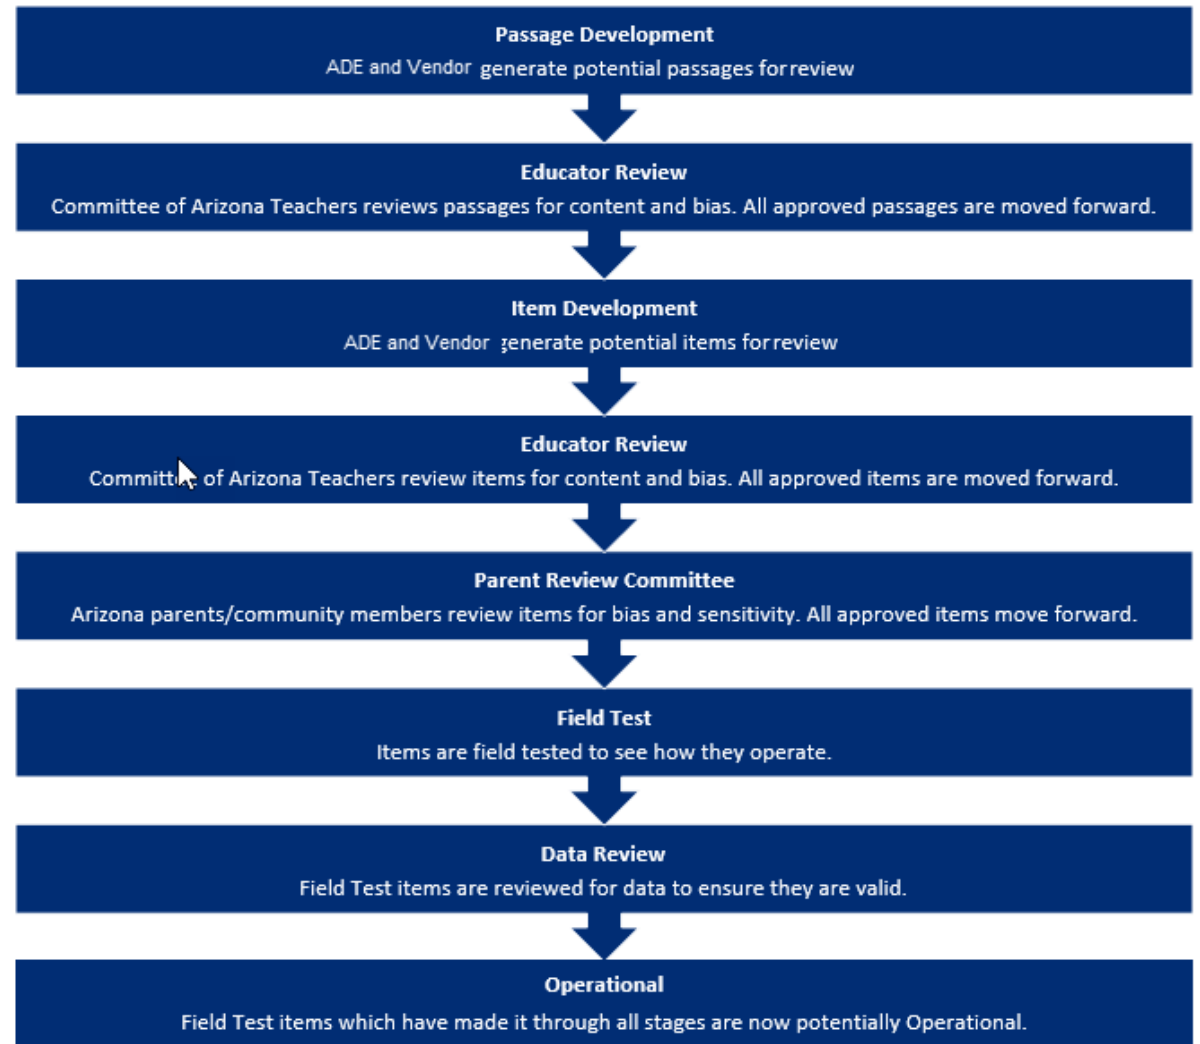 Passage Development
ADE and Vendor generate potential passages for review
Educator Review
Committee of Arizona Teachers reviews passages for content and bias. All approved passages are moved forward.
Item Development
ADE and Vendor generate potential items for review
Educator Review
Committee of Arizona Teachers review items for content and bias. All approved items are moved forward.
Parent Review Committee
Arizona parents/community members review items for bias and sensitivity. All approved items move forward.
Field Test
Items are field tested to see how they operate.
Data Review
Field Test items are reviewed for data to ensure they are valid.
Operational
Field Test items which have made it through all stages are now potentially Operational.